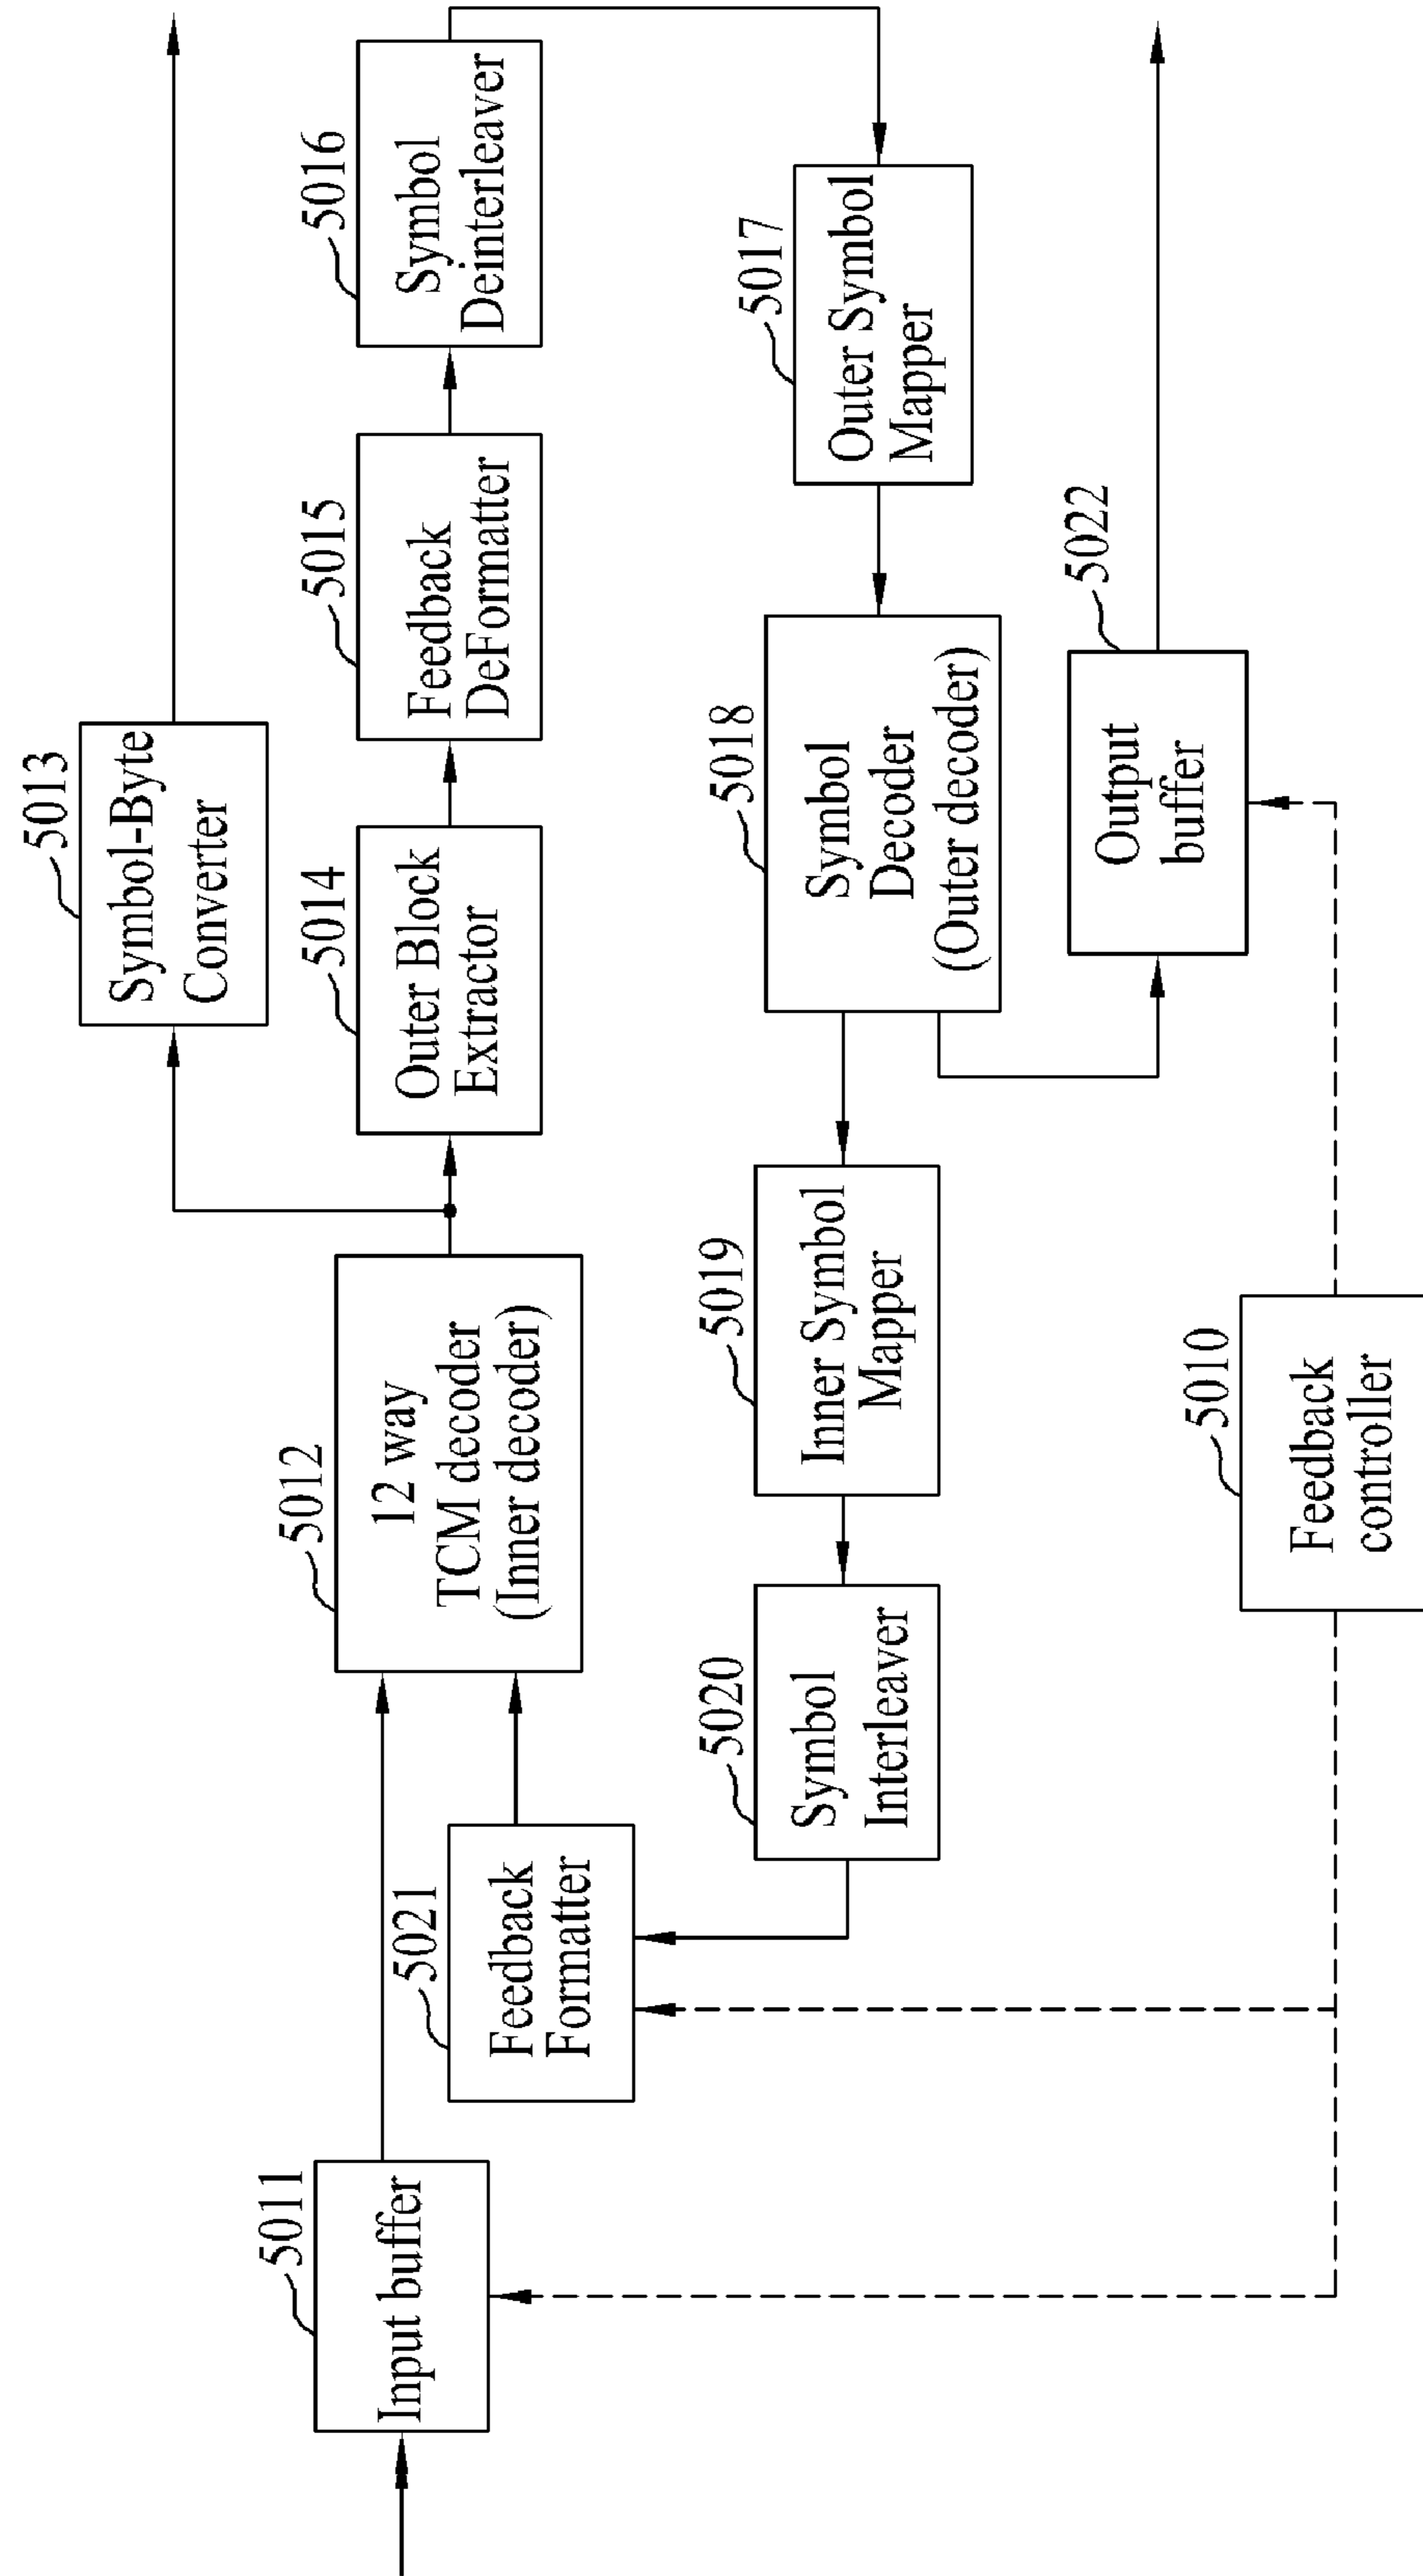 5013
Symbol-Byte
Converter
5012
12 way
TCM decoder
(Inner decoder)
5014
Outer Block
Extractor
5015
Feedback
DeFormatter
5016
Symbol
Deinterleaver
5011
Input buffer
5021
Feedback
Formatter
5020
Symbol
Interleaver
5019
Inner Symbol
Mapper
5018
Symbol
Decoder
(Outer decoder)
5017
Outer Symbol
Mapper
5022
Output
buffer
5010
Feedback
controller